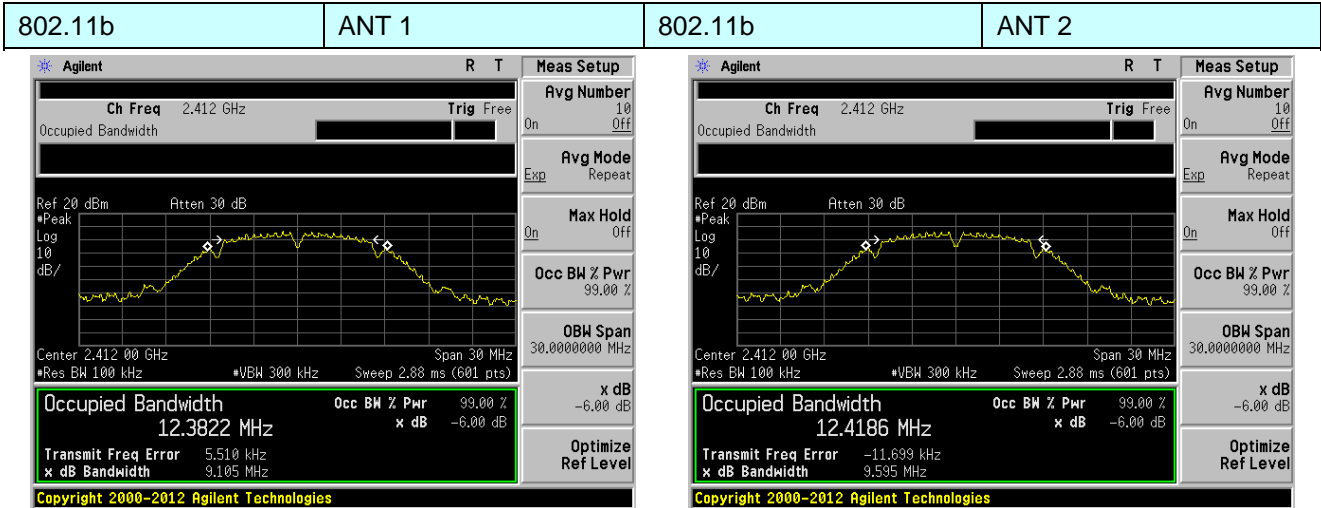 802.11b ANT 1 802.11b ANT 2
Agilent R T Meas Setup
Avg Number
10
On Off
Ch Freq 2.412 GHz Trig Free
Occupied Bandwidth
Avg Mode
Exp Repeat
Ref 20 dBm Atten 30 dB
#Peak
Log
10
dB/
Max Hold
On Off
Occ BW % Pwr
99.00 %
OBW Span
30.0000000 MHz
Center 2.412 00 GHz Span 30 MHz
#Res BW 100 kHz #VBW 300 kHz Sweep 2.88 ms (601 pts)
x dB
-6.00 dB
Occupied Bandwidth Occ BW % Pwr 99.00 %
12.3822 MHz x dB -6.00 dB
Transmit Freq Error 5.510 kHz
x dB Bandwidth 9.105 MHz
Optimize
Ref Level
Copyright 2000-2012 Agilent Technologies
Agilent R T Meas Setup
Avg Number
10
On Off
Ch Freq 2.412 GHz Trig Free
Occupied Bandwidth
Avg Mode
Exp Repeat
Ref 20 dBm Atten 30 dB
#Peak
Log
10
dB/
Max Hold
On Off
Occ BW % Pwr
99.00 %
OBW Span
30.0000000 MHz
Center 2.412 00 GHz Span 30 MHz
#Res BW 100 kHz #VBW 300 kHz Sweep 2.88 ms (601 pts)
x dB
-6.00 dB
Occupied Bandwidth Occ BW % Pwr 99.00 %
12.4186 MHz x dB -6.00 dB
Transmit Freq Error -11.699 kHz
x dB Bandwidth 9.595 MHz
Optimize
Ref Level
Copyright 2000-2012 Agilent Technologies